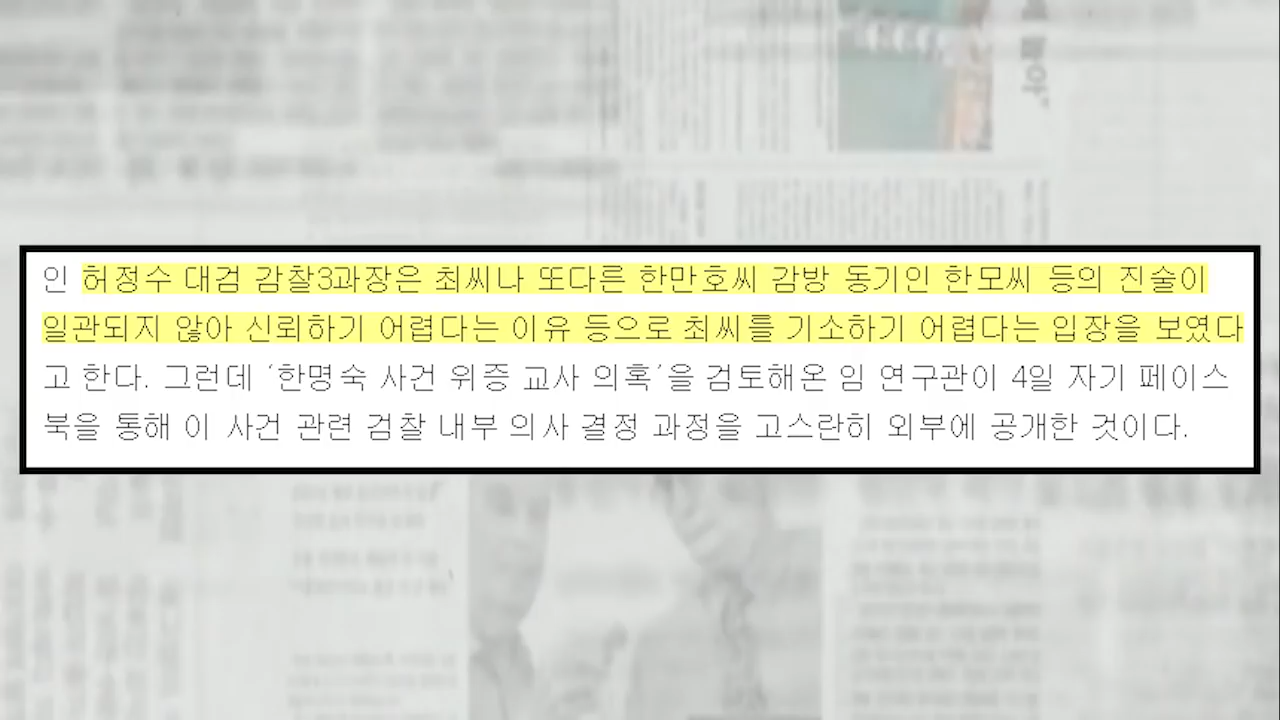 인 허정수 대검 감찰3과장은 최씨나 또다른 한만호씨 감방 동기인 한모씨 등의 진술이
일관되지 않아 신뢰하기 어렵다는 이유 등으로 최씨를 기소하기 어렵다는 입장을 보였다
고 한다. 그런데 ‘한명숙 사건 위증 교사 의혹’을 검토해온 임 연구관이 4일 자기 페이스
북을 통해 이 사건 관련 검찰 내부 의사 결정 과정을 고스란히 외부에 공개한 것이다.